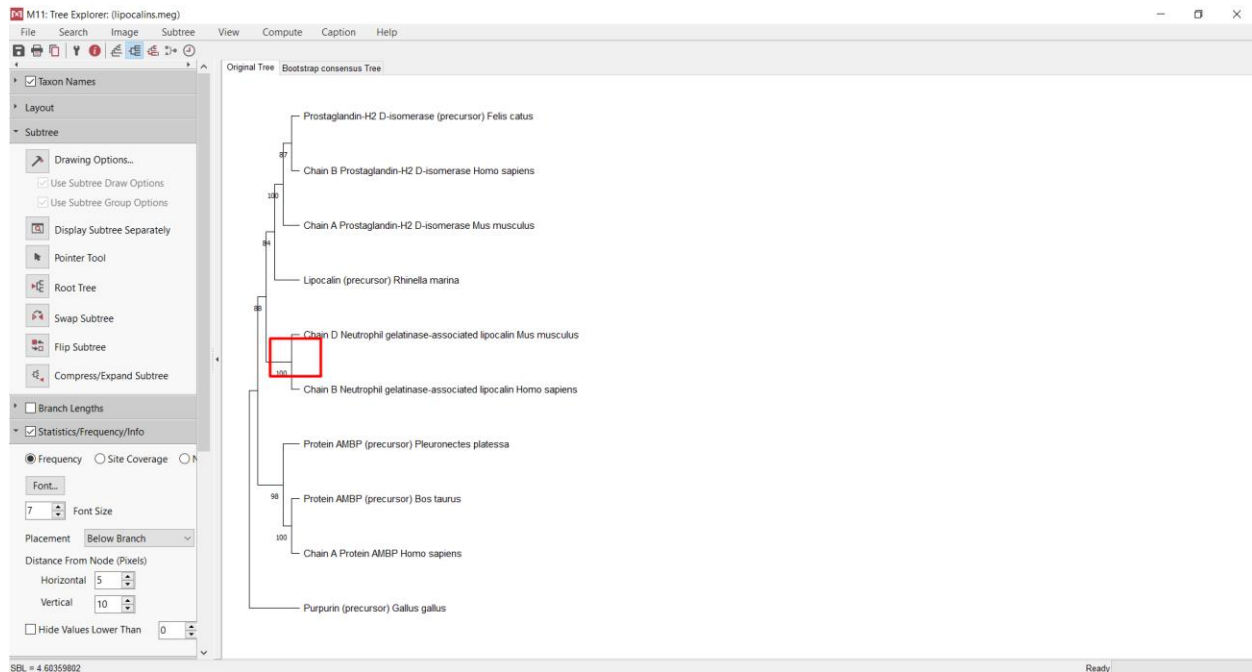 M11: Tree Explorer: (lipocalins.meg)
File Search Image Subtree View Compute Caption Help
Taxon Names
Layout
Subtree
Drawing Options...
Use Subtree Draw Options
Use Subtree Group Options
Display Subtree Separately
Pointer Tool
Root Tree
Swap Subtree
Flip Subtree
Compress/Expand Subtree
Branch Lengths
Statistics/Frequency/Info
Frequency Site Coverage N
Font...
7 Font Size
Placement Below Branch
Distance From Node (Pixels)
Horizontal 5
Vertical 10
Hide Values Lower Than 0
Original Tree Bootstrap consensus Tree
Prostaglandin-H2 D-isomerase (precursor) Felis catus
87
Chain B Prostaglandin-H2 D-isomerase Homo sapiens
100
Chain A Prostaglandin-H2 D-isomerase Mus musculus
84
Lipocalin (precursor) Rhinella marina
88
Chain D Neutrophil gelatinase-associated lipocalin Mus musculus
100
Chain B Neutrophil gelatinase-associated lipocalin Homo sapiens
Protein AMBP (precursor) Pleuronectes platessa
98
Protein AMBP (precursor) Bos taurus
100
Chain A Protein AMBP Homo sapiens
Purpurin (precursor) Gallus gallus
SBL = 4.60359802
Ready